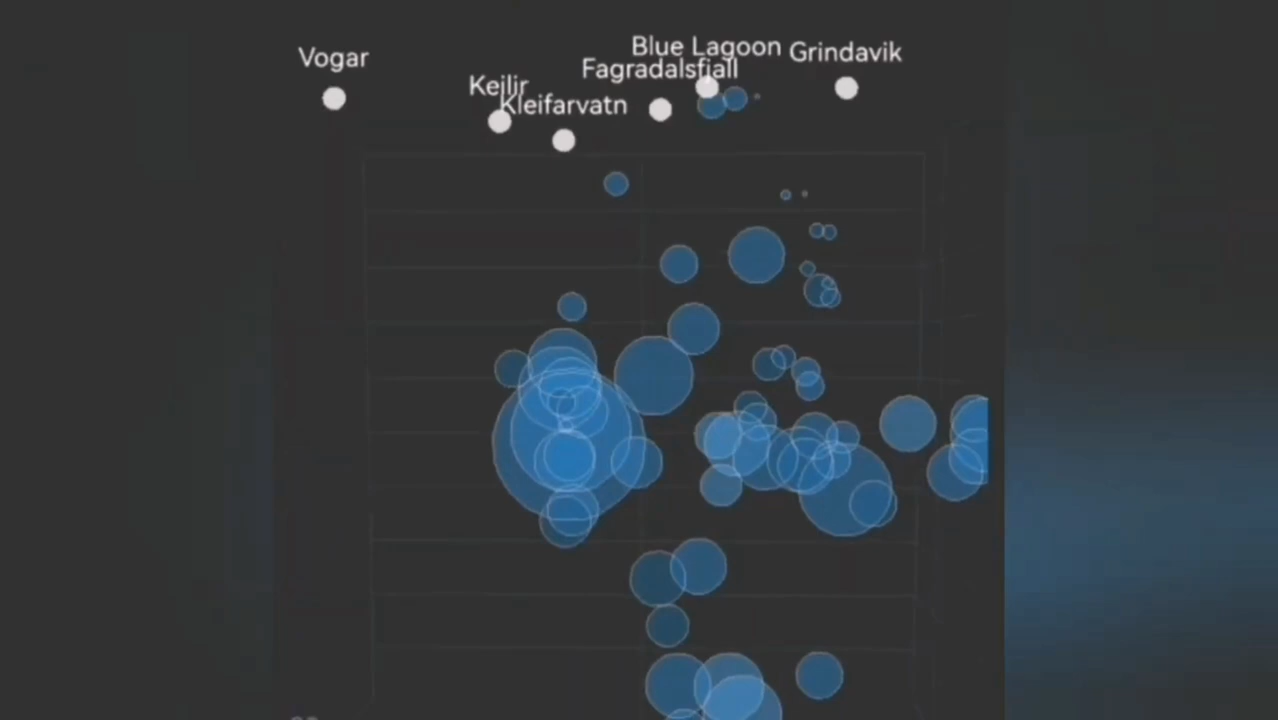 Vogar
Blue Lagoon
Grindavik
Fagradalsfjall
Keilir
Kleifarvatn